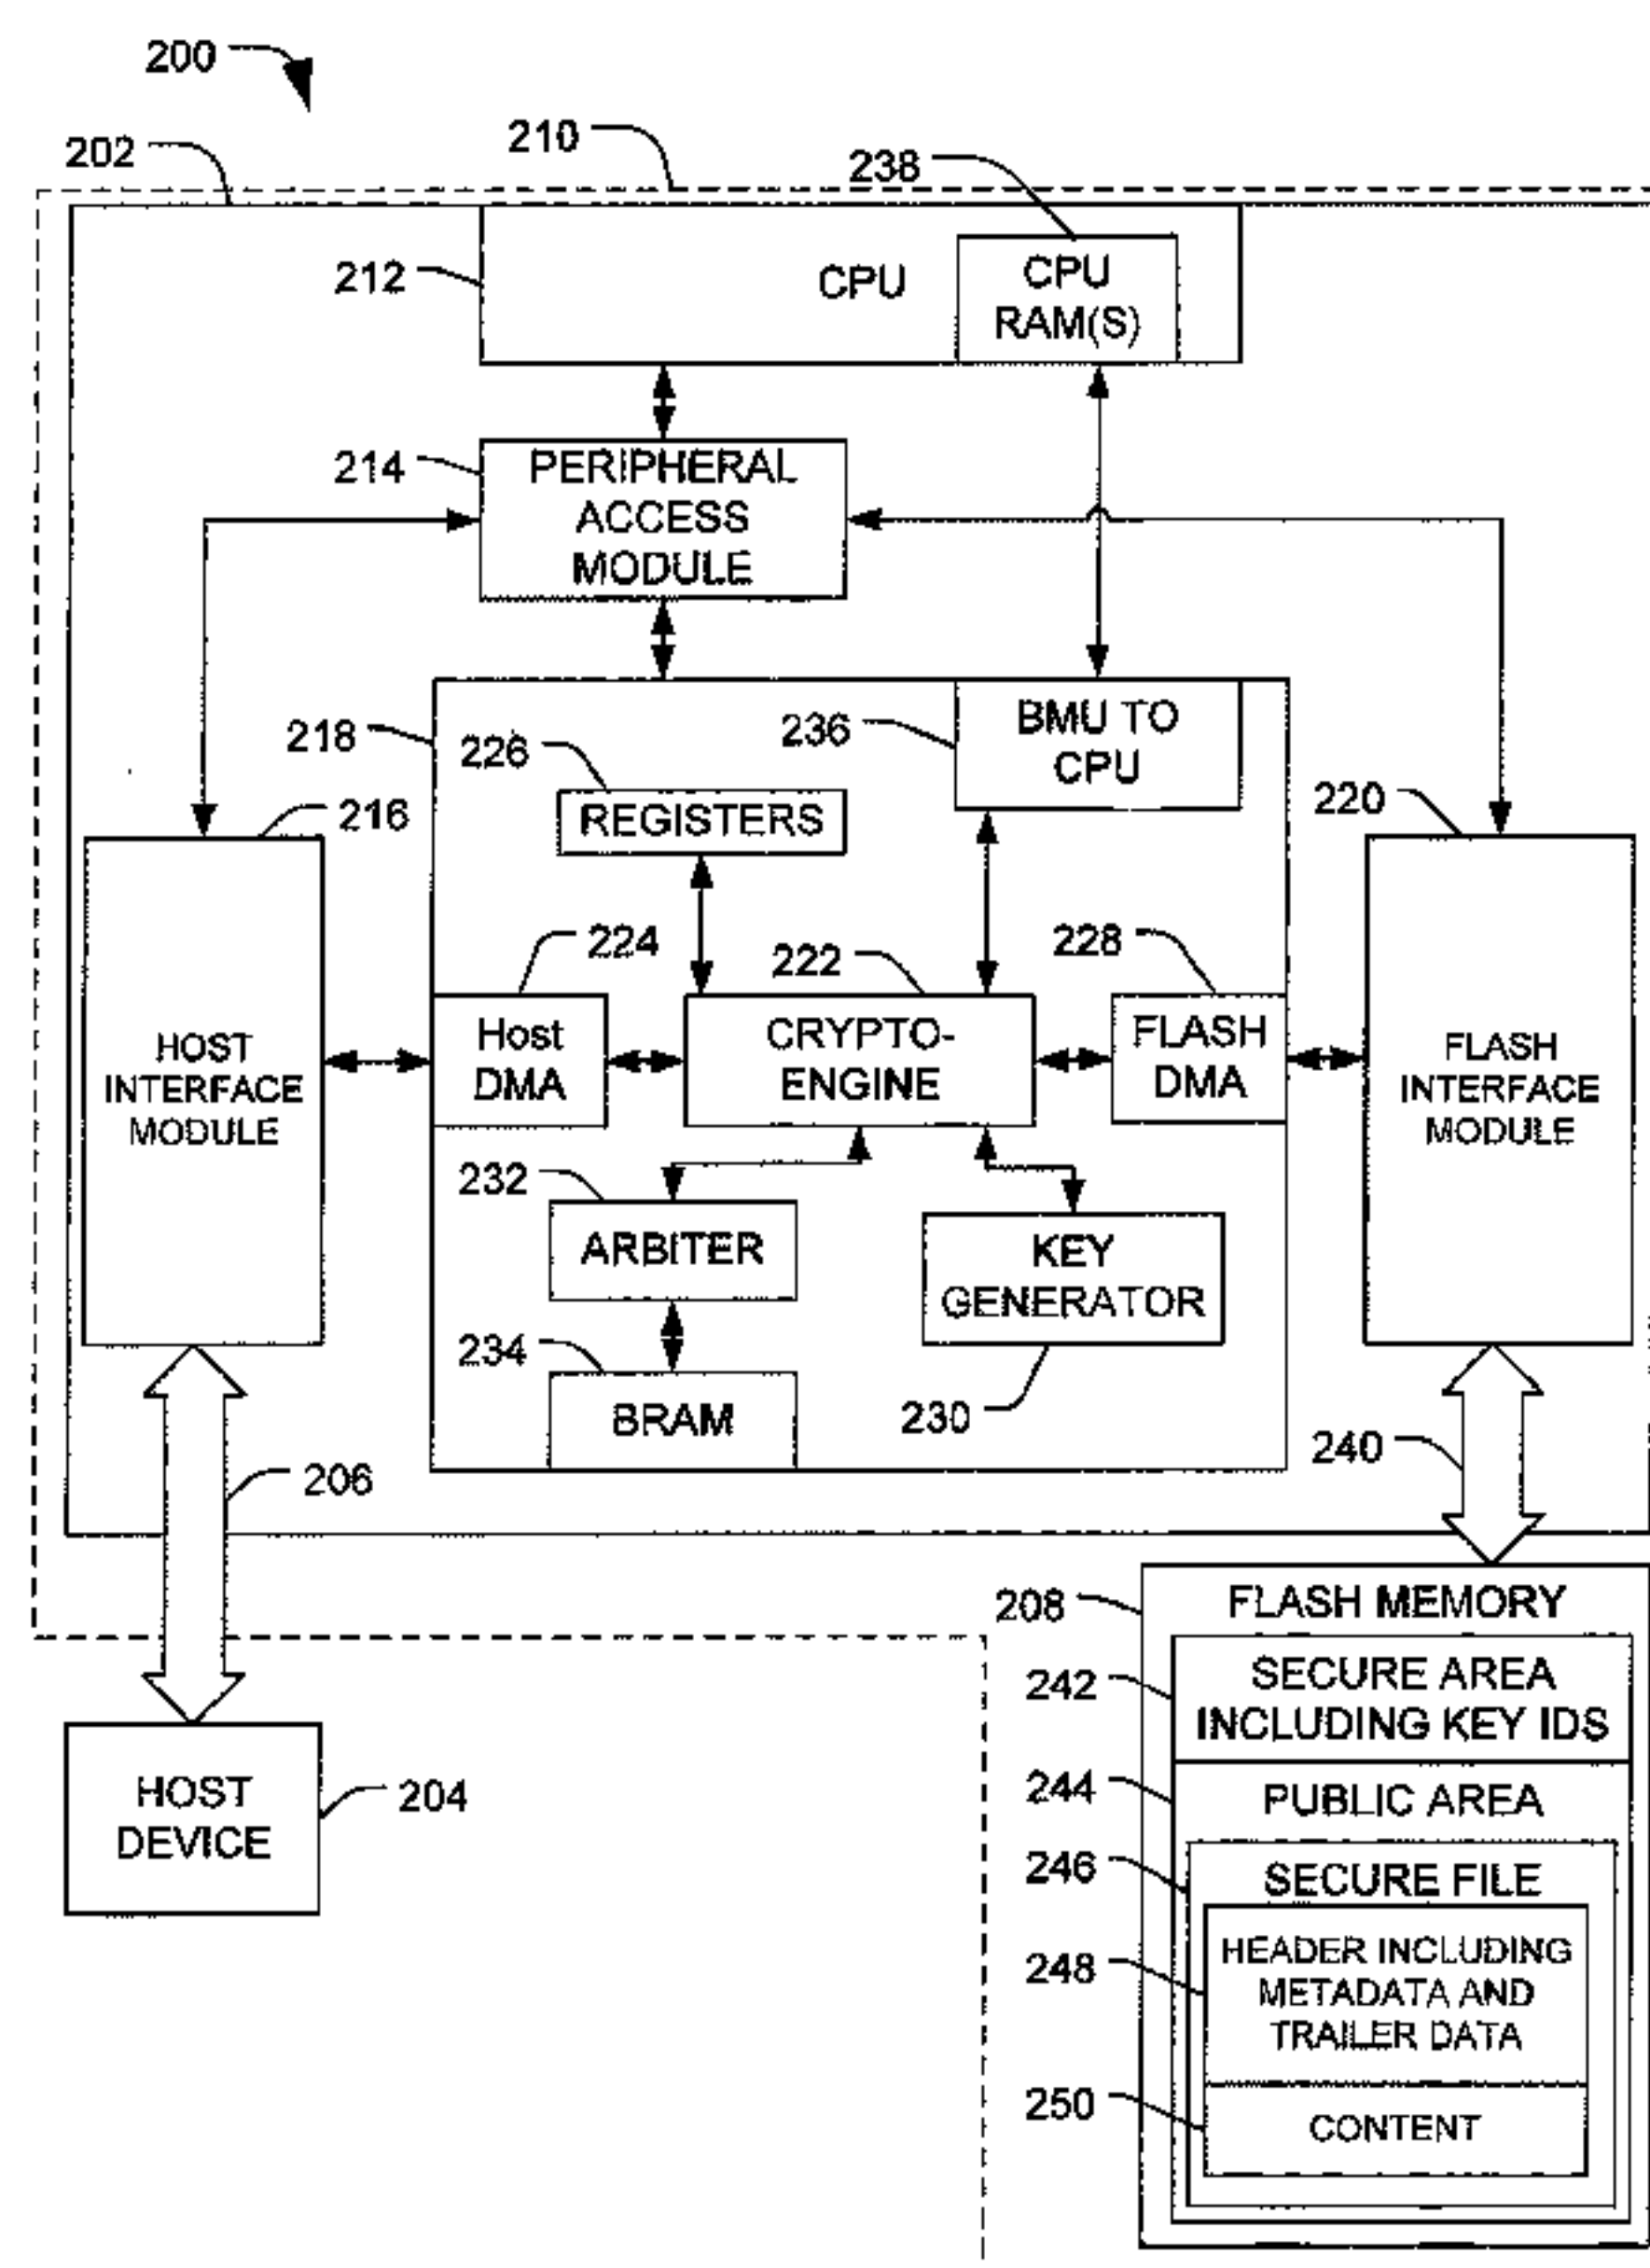 200
202
210
238
212
CPU
CPU
RAM(S)
214
PERIPHERAL
ACCESS
MODULE
218
226
236
BMU TO
CPU
REGISTERS
216
220
224
222
228
HOST
INTERFACE
MODULE
Host
DMA
CRYPTO-
ENGINE
FLASH
DMA
FLASH
INTERFACE
MODULE
232
ARBITER
KEY
GENERATOR
234
BRAM
230
206
240
208
FLASH MEMORY
242
SECURE AREA
INCLUDING KEY IDS
HOST
DEVICE
204
244
PUBLIC AREA
246
SECURE FILE
248
HEADER INCLUDING
METADATA AND
TRAILER DATA
250
CONTENT